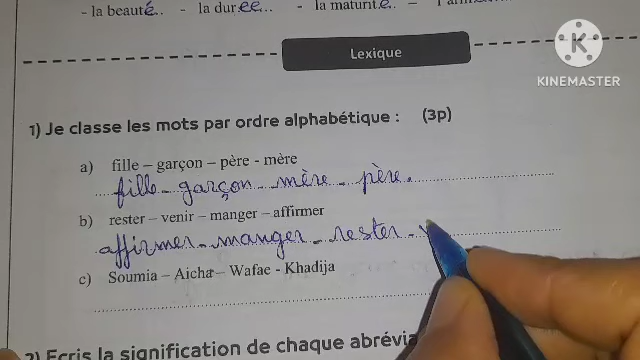 - la beauté.. - la duree... - la maturité.. -
KINEMASTER
Lexique
1) Je classe les mots par ordre alphabétique : (3p)
a) fille – garçon – père - mère
fille - garçon - mère - père.
b) rester – venir – manger – affirmer
affirmer - manger - rester -
c) Soumia – Aicha – Wafae - Khadija
2) Ecris la signification de chaque